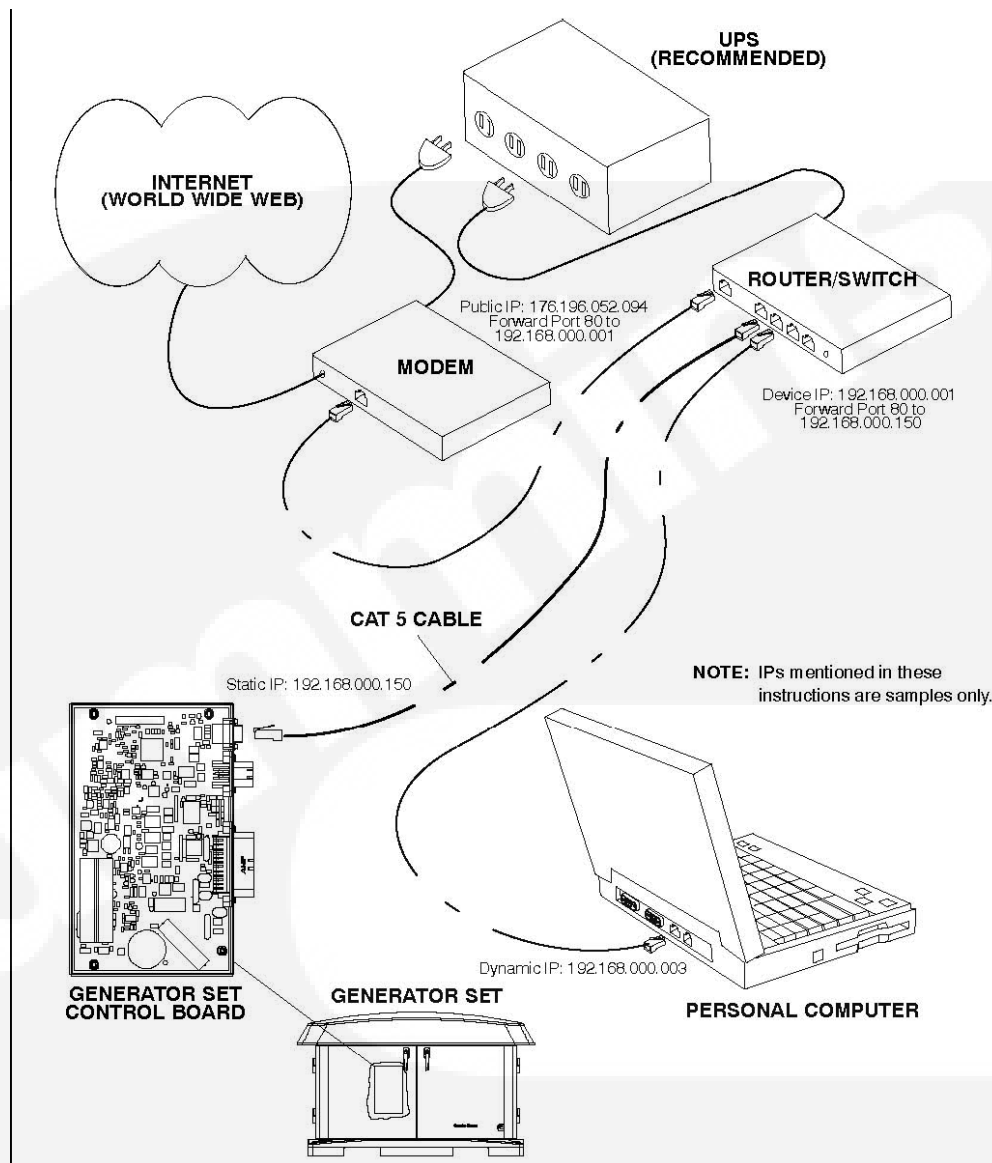 UPS
(RECOMMENDED)
INTERNET
(WORLD WIDE WEB)
ROUTER/SWITCH
Public IP: 176.196.052.094
Forward Port 80 to
192.168.000.001
MODEM
Device IP: 192.168.000.001
Forward Port 80 to
192.168.000.150
CAT 5 CABLE
Static IP: 192.168.000.150
NOTE: IPs mentioned in these
instructions are samples only.
Dynamic IP: 192.168.000.003
GENERATOR SET
CONTROL BOARD
GENERATOR SET
PERSONAL COMPUTER